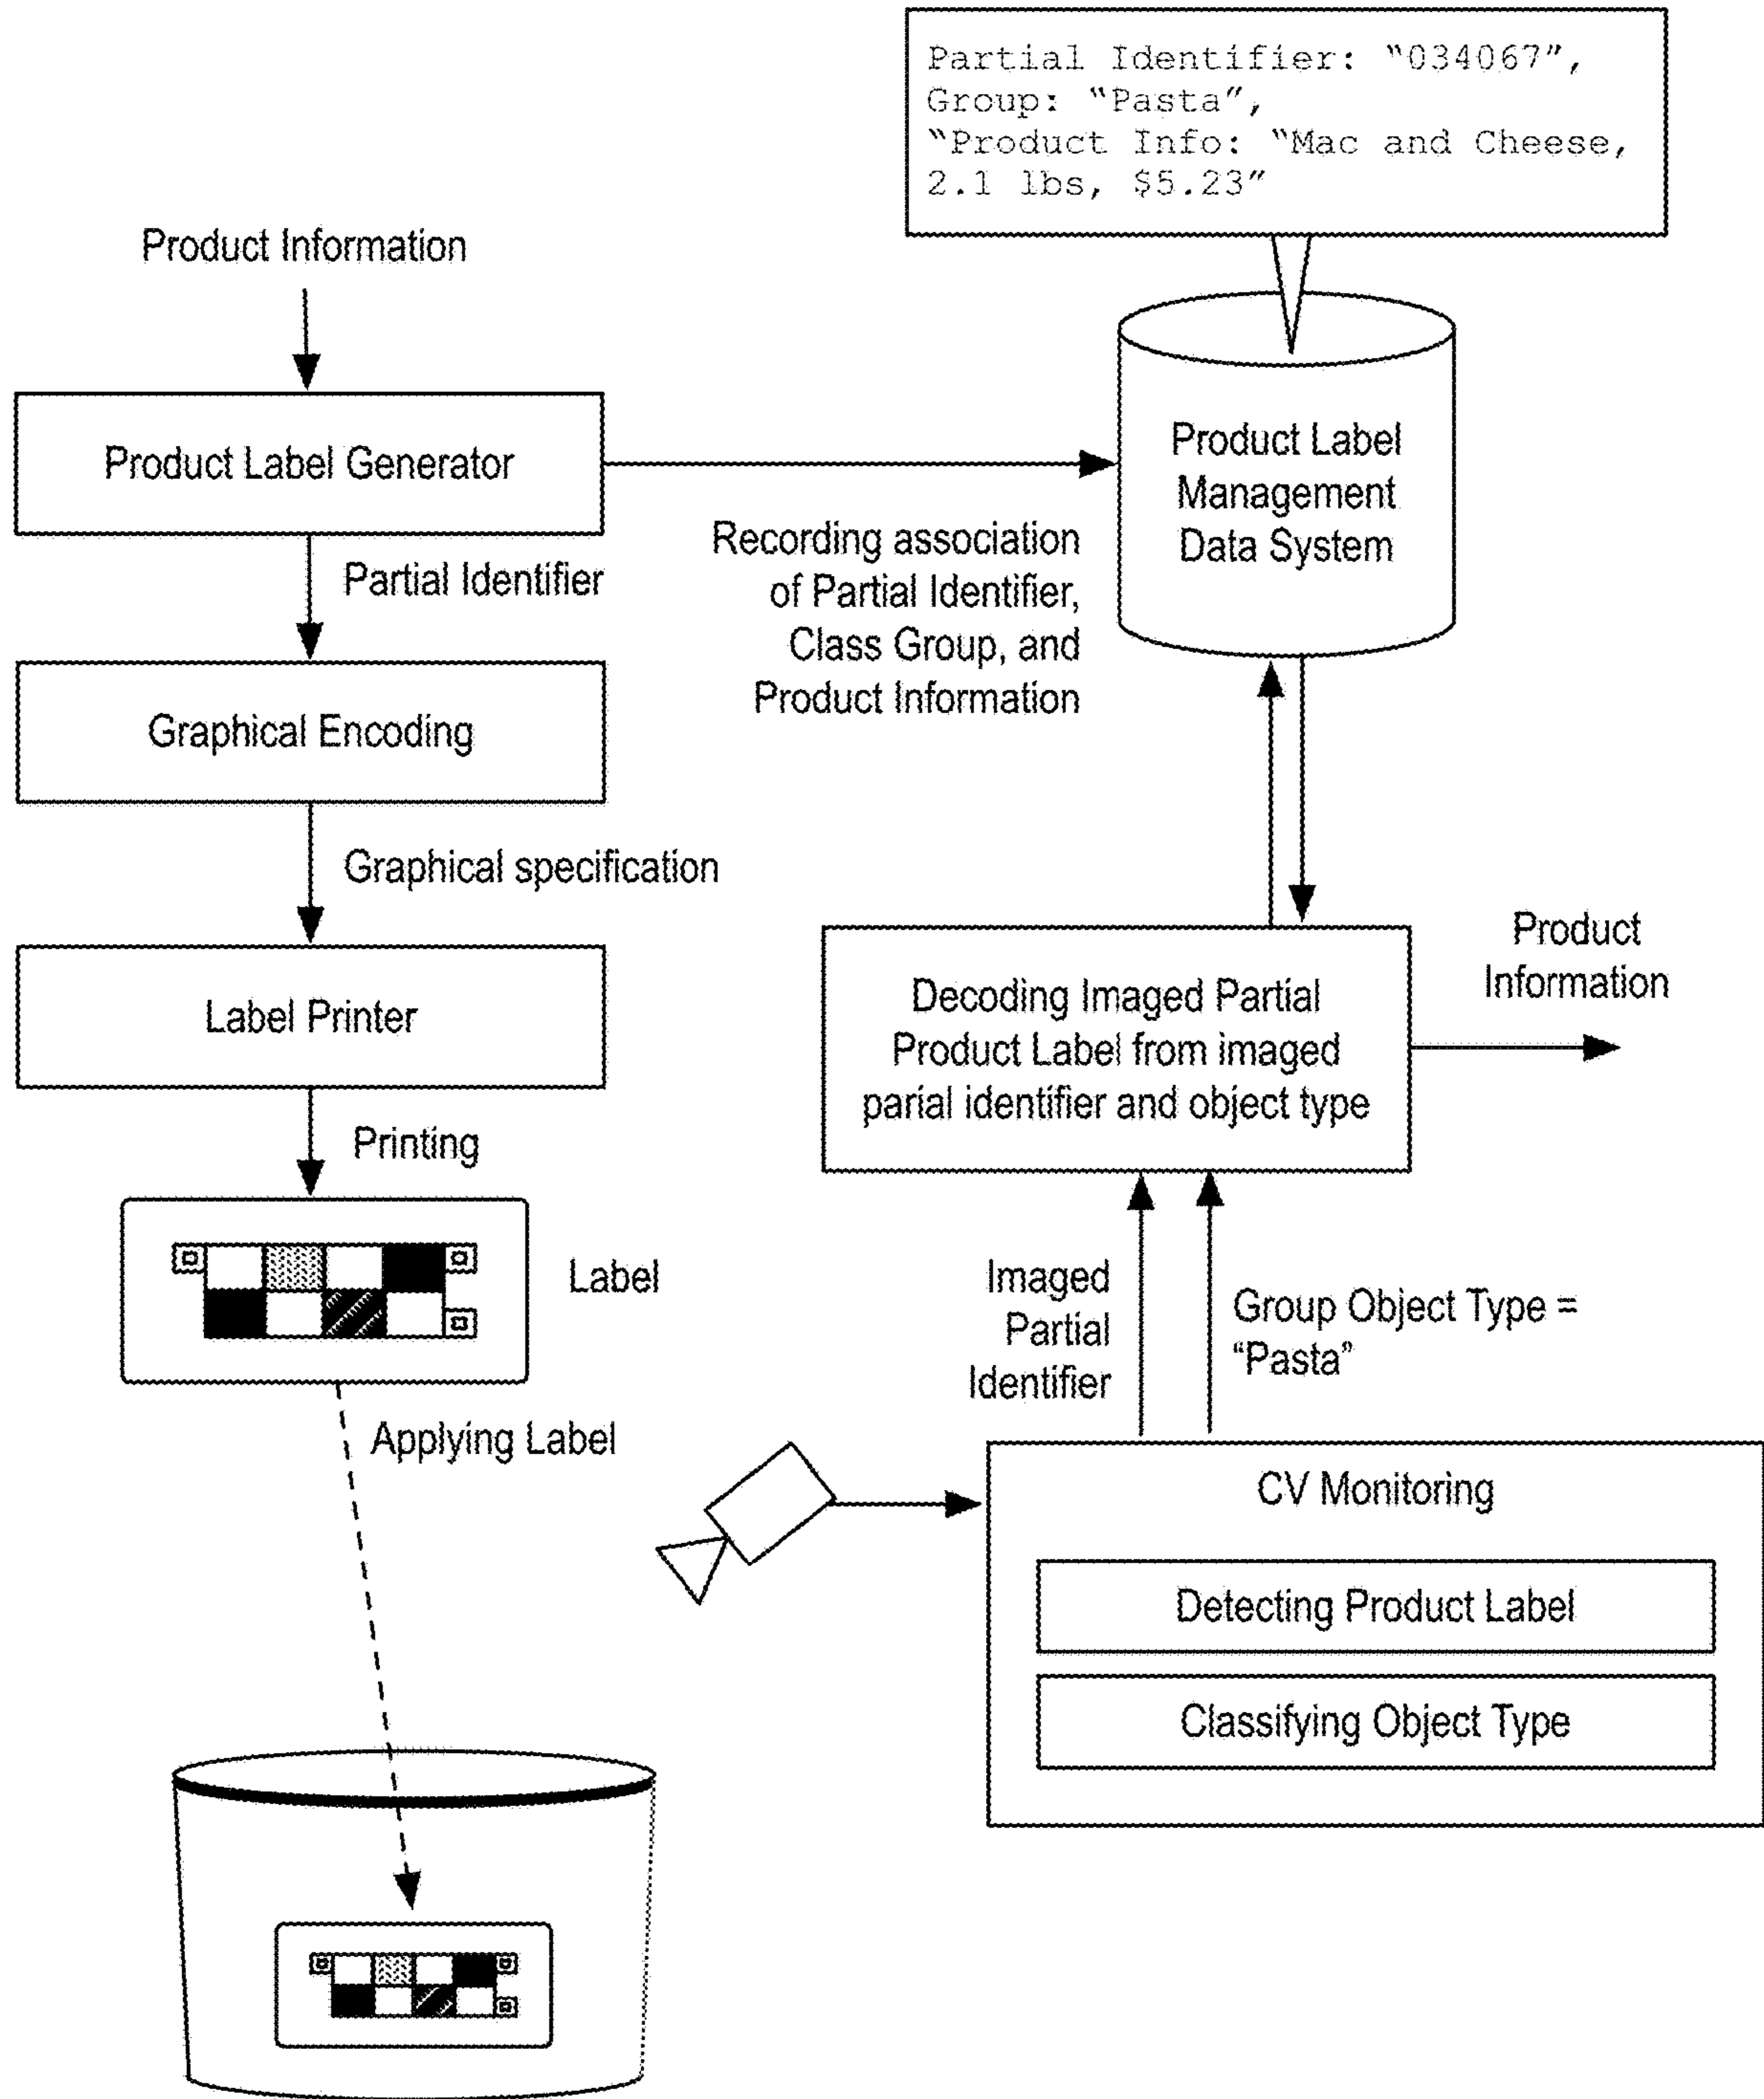 Partial Identifier: “034067”,
Group: “Pasta”,
“Product Info: “Mac and Cheese,
2.1 lbs, $5.23”
Product Information
Product Label Generator
Product Label
Management
Data System
Recording association
of Partial Identifier,
Class Group, and
Product Information
Partial Identifier
Graphical Encoding
Graphical specification
Label Printer
Decoding Imaged Partial
Product Label from imaged
parial identifier and object type
Product
Information
Printing
Label
Imaged
Partial
Identifier
Group Object Type =
“Pasta”
Applying Label
CV Monitoring
Detecting Product Label
Classifying Object Type